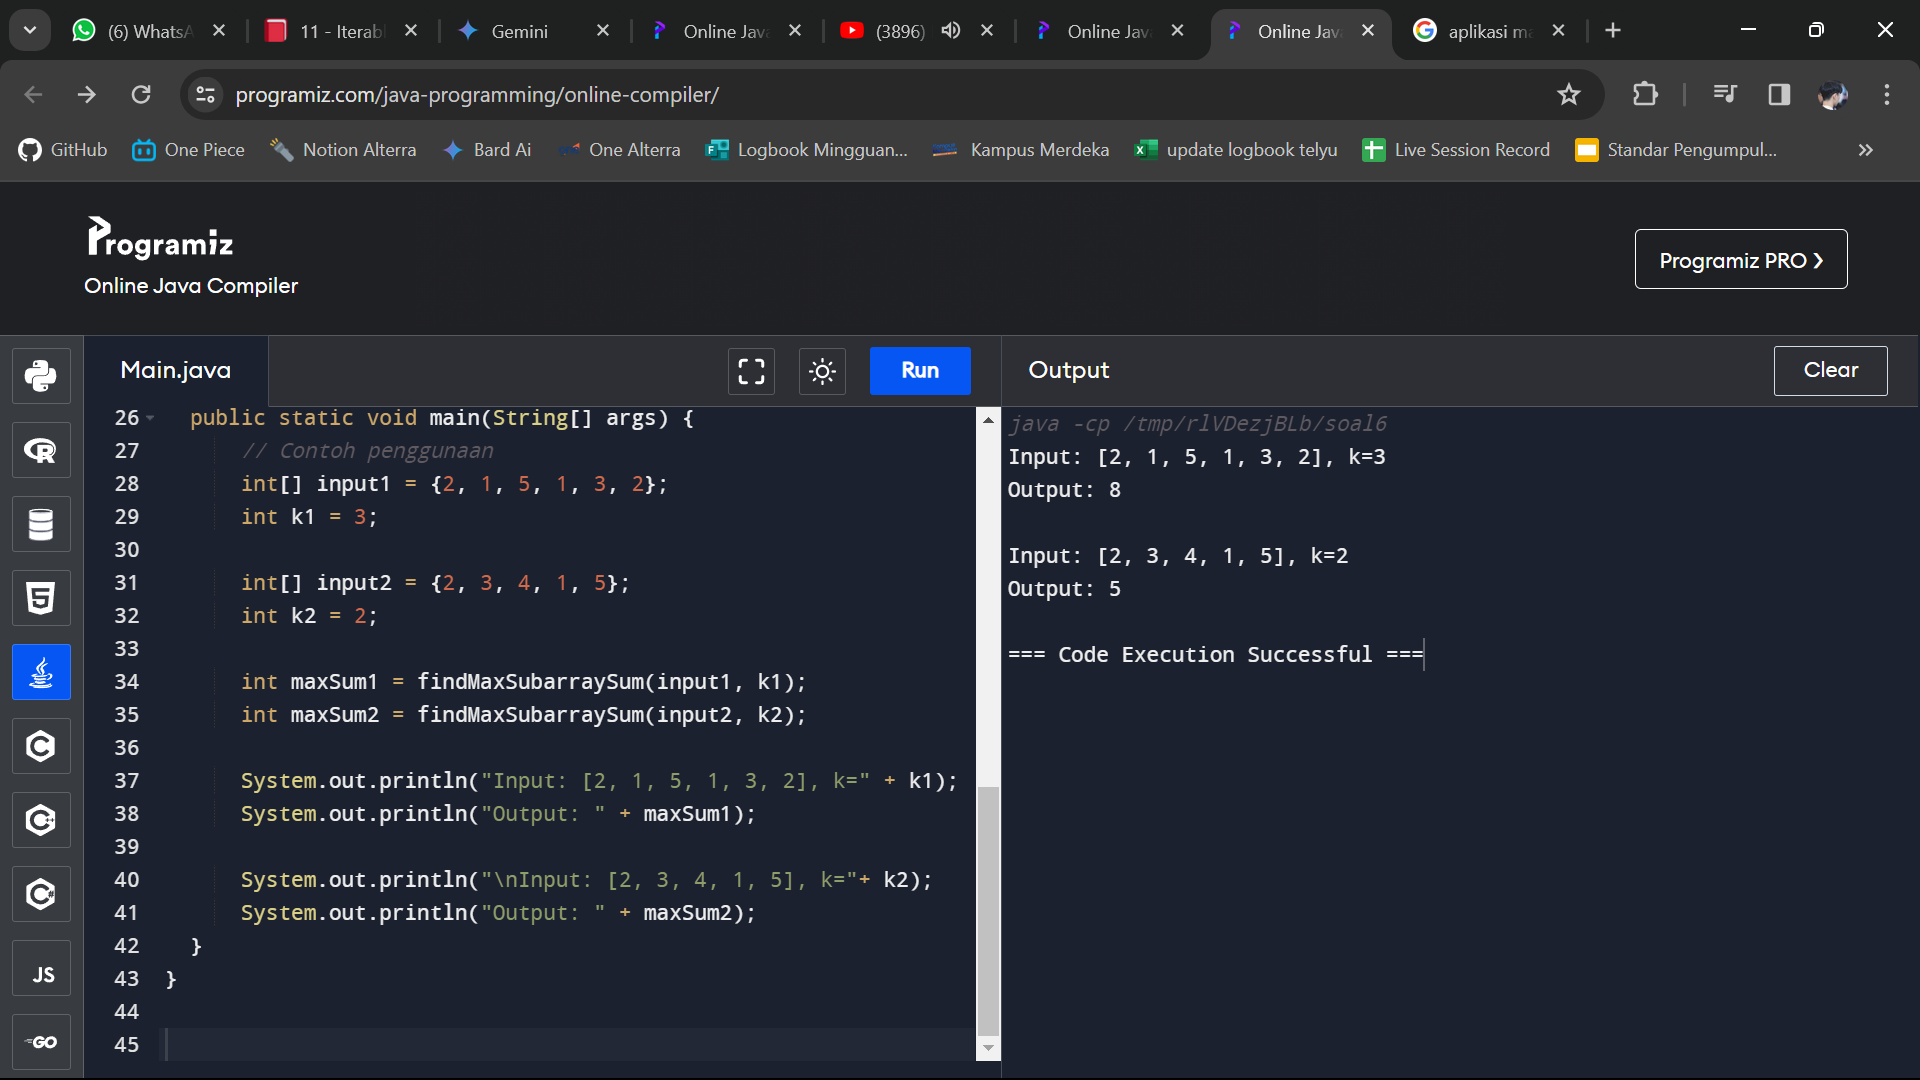 (6) WhatsA
11 - Iterab
Gemini
Online Jav
(3896)
Online Jav
Online Jav
aplikasi ma
programiz.com/java-programming/online-compiler/
GitHub
One Piece
Notion Alterra
Bard Ai
One Alterra
Logbook Mingguan...
Kampus Merdeka
update logbook telyu
Live Session Record
Standar Pengumpul...
Programiz
Online Java Compiler
Programiz PRO
Main.java
Run
Output
Clear
26 public static void main(String[] args) {
27 // Contoh penggunaan
28 int[] input1 = {2, 1, 5, 1, 3, 2};
29 int k1 = 3;
30
31 int[] input2 = {2, 3, 4, 1, 5};
32 int k2 = 2;
33
34 int maxSum1 = findMaxSubarraySum(input1, k1);
35 int maxSum2 = findMaxSubarraySum(input2, k2);
36
37 System.out.println("Input: [2, 1, 5, 1, 3, 2], k=" + k1);
38 System.out.println("Output: " + maxSum1);
39
40 System.out.println("\nInput: [2, 3, 4, 1, 5], k="+ k2);
41 System.out.println("Output: " + maxSum2);
42 }
43 }
44
45
JS
GO
java -cp /tmp/rlVDezjBLb/soal6
Input: [2, 1, 5, 1, 3, 2], k=3
Output: 8
Input: [2, 3, 4, 1, 5], k=2
Output: 5
=== Code Execution Successful ===